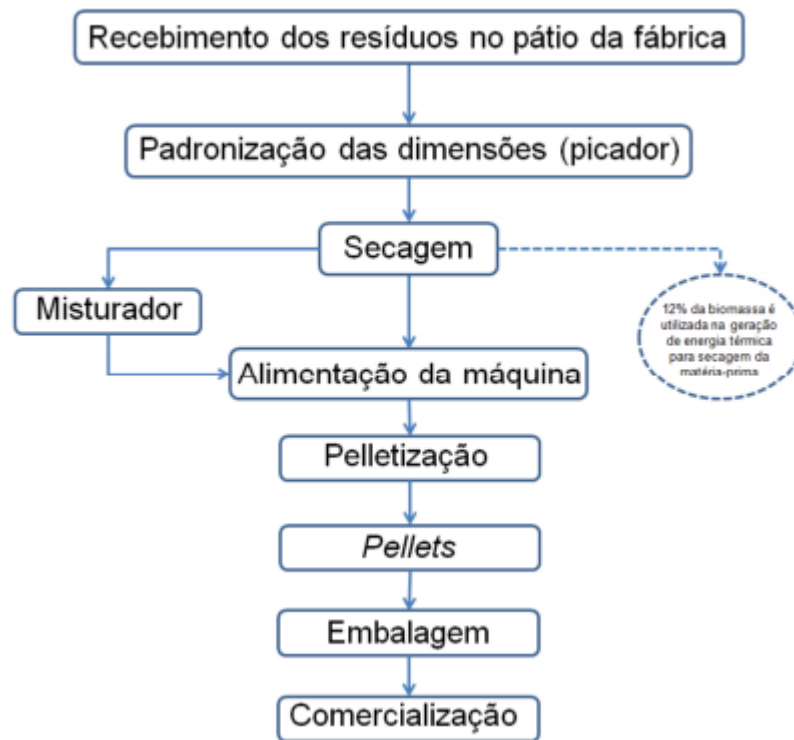 Recebimento dos resíduos no pátio da fábrica
Padronização das dimensões (picador)
Secagem
Misturador
12% da biomassa é
utilizada na geração
de energia térmica
para secagem da
matéria-prima
Alimentação da máquina
Pelletização
Pellets
Embalagem
Comercialização